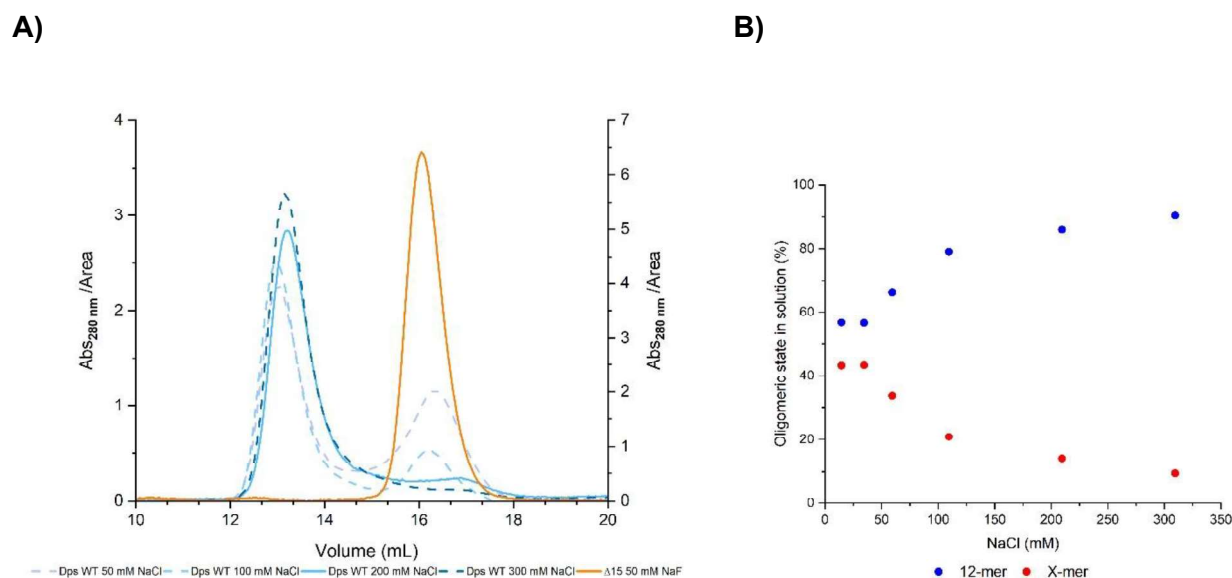 A)
B)
4
3
2
1
0
Abs280 nm /Area
7
6
5
4
3
2
1
0
Abs280 nm /Area
10 12 14 16 18 20
Volume (mL)
Dps WT 50 mM NaCl Dps WT 100 mM NaCl Dps WT 200 mM NaCl Dps WT 300 mM NaCl Δ15 50 mM NaF
100
80
60
40
20
0
Oligomeric state in solution (%)
0 50 100 150 200 250 300 350
NaCl (mM)
12-mer X-mer